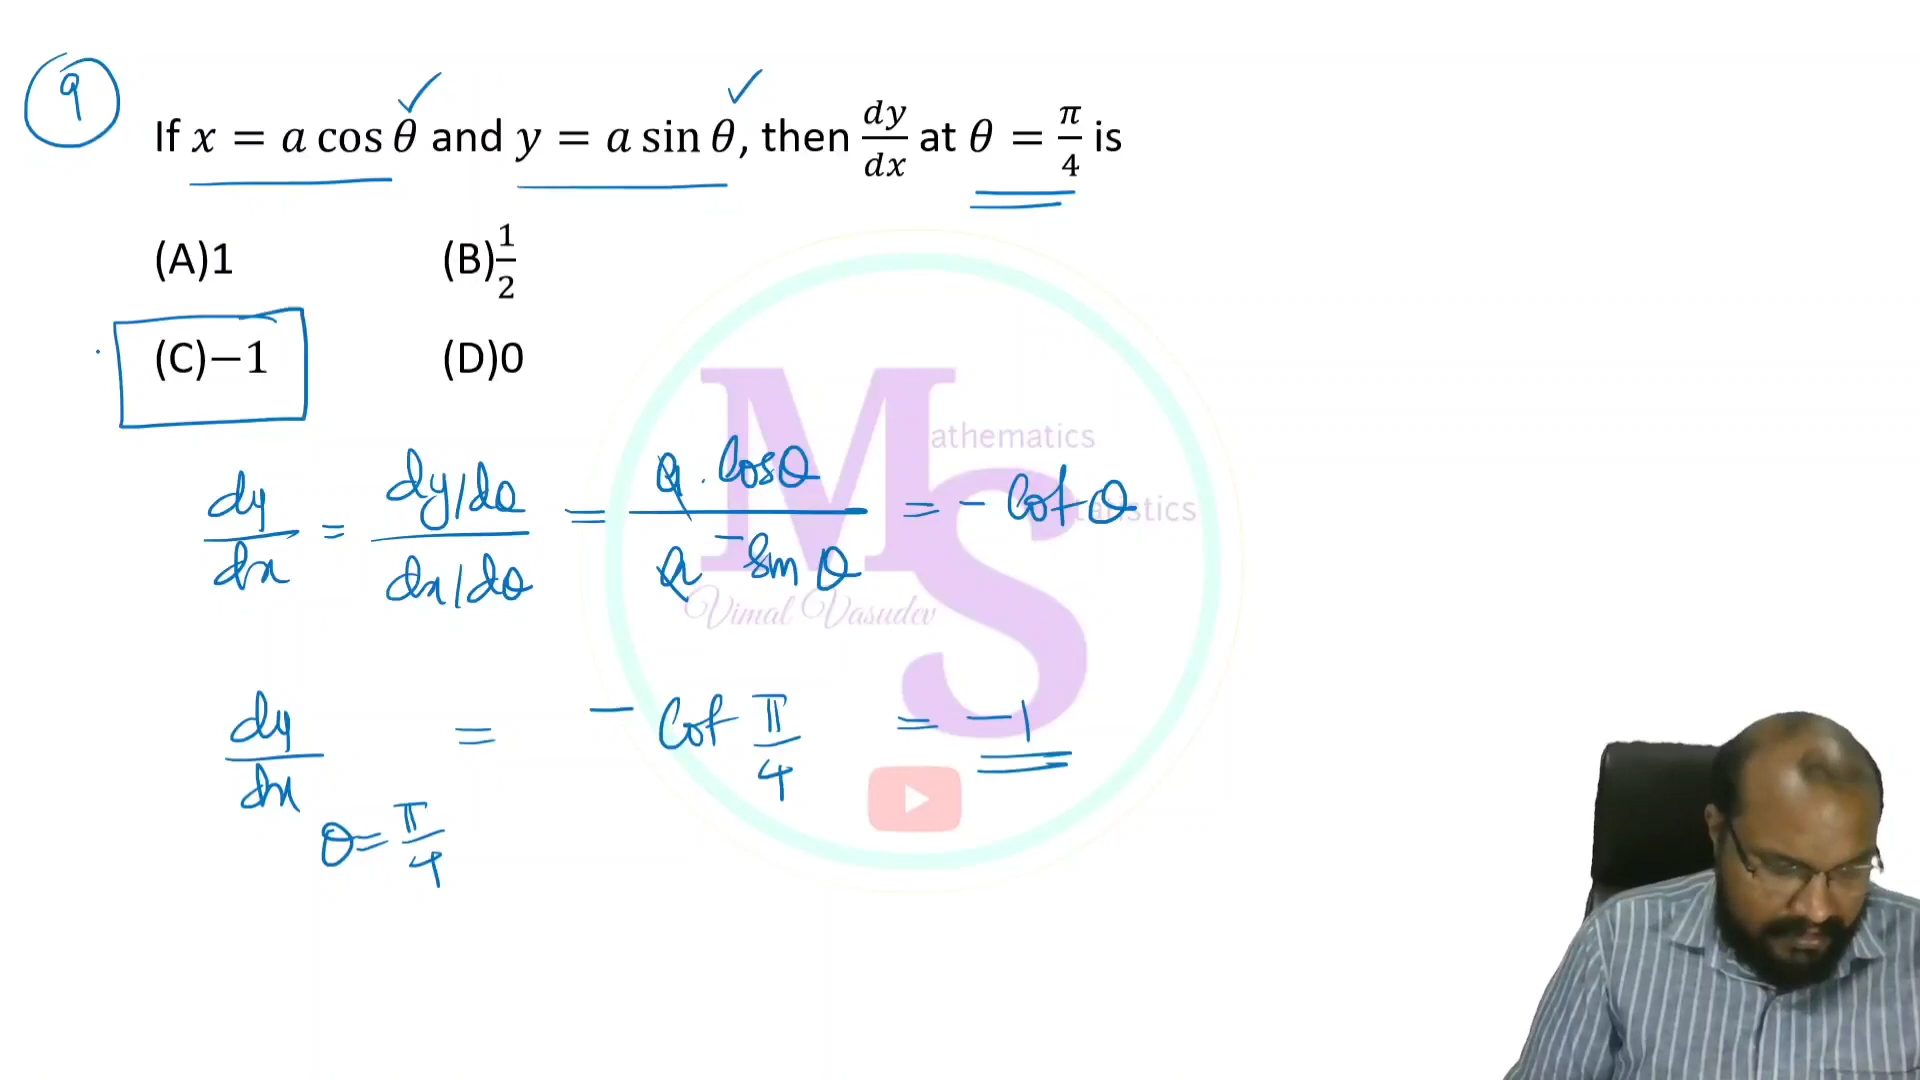 9
If x = a cos θ and y = a sin θ, then dy/dx at θ = π/4 is
(A)1 (B)1/2
(C)−1 (D)0
dy/dx = dy/dθ / dx/dθ = a . Cosθ / a −Sin θ = − Cot θ
dy/dx θ=π/4 = − Cot π/4 = −1
M
athematics
S
tatistics
Vimal Vasudev